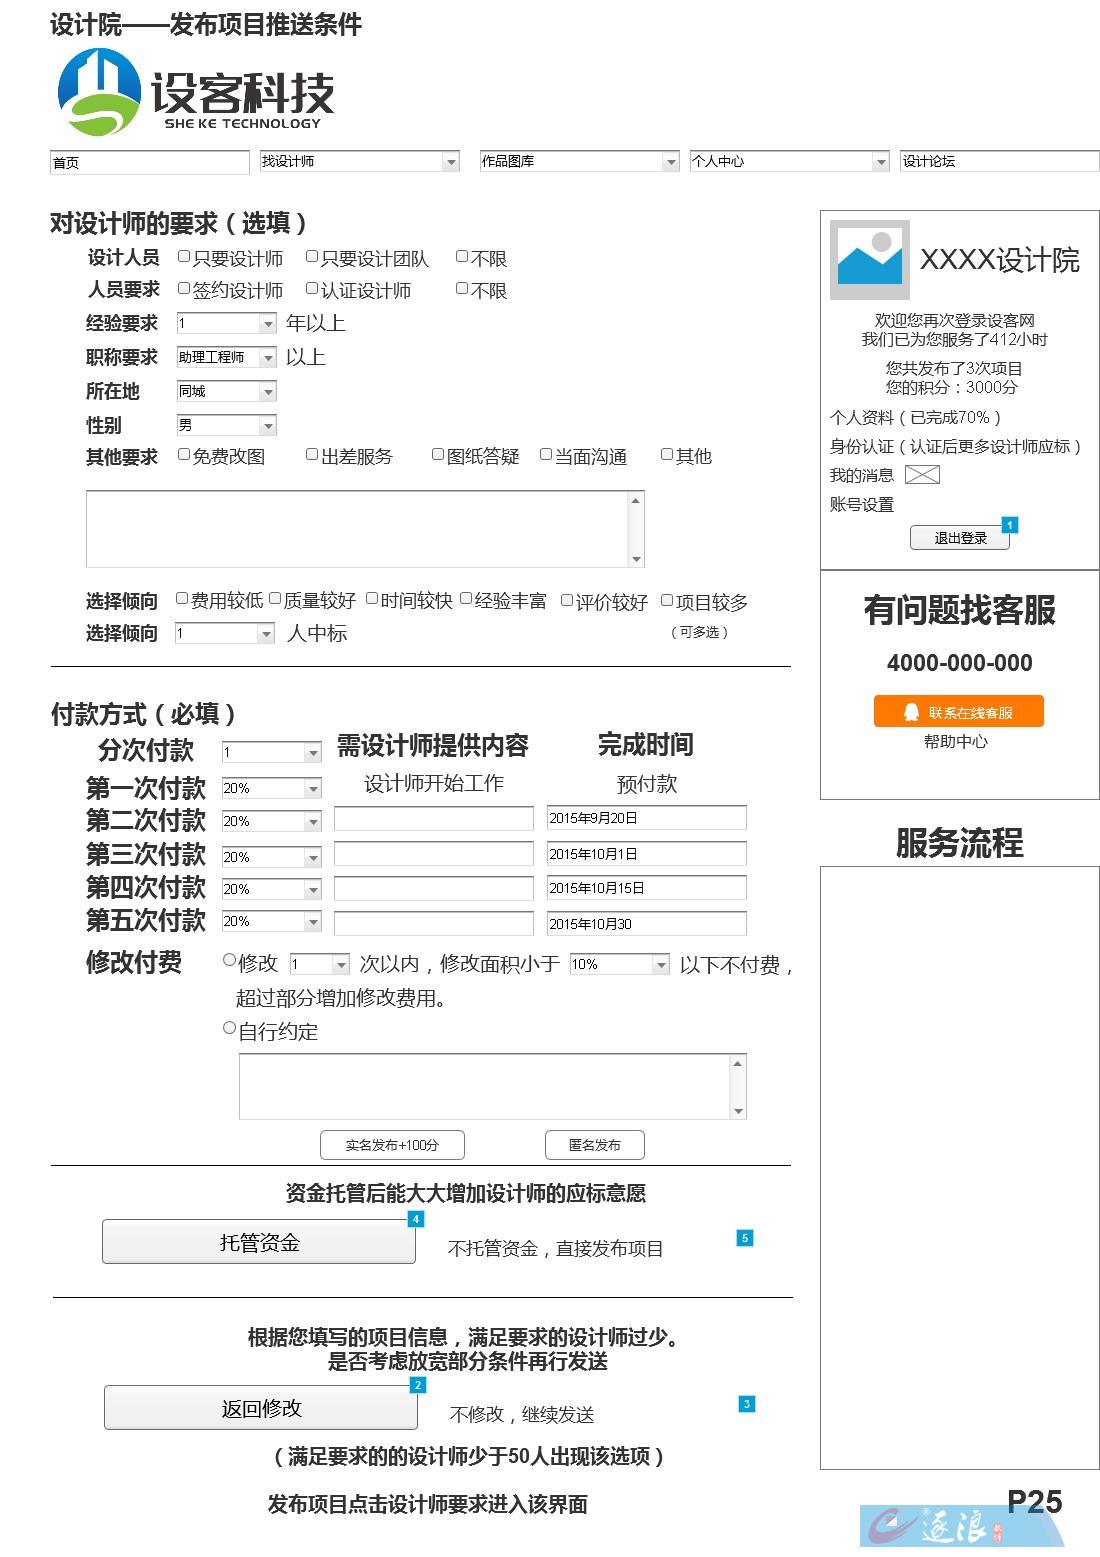 设计院——发布项目推送条件
设客科技
SHE KE TECHNOLOGY
首页 找设计师 作品图库 个人中心 设计论坛
对设计师的要求（选填）
设计人员 只要设计师 只要设计团队 不限
人员要求 签约设计师 认证设计师 不限
经验要求 1 年以上
职称要求 助理工程师 以上
所在地 同城
性别 男
其他要求 免费改图 出差服务 图纸答疑 当面沟通 其他
选择倾向 费用较低 质量较好 时间较快 经验丰富 评价较好 项目较多
选择倾向 1 人中标 （可多选）
付款方式（必填）
分次付款 1 需设计师提供内容 完成时间
第一次付款 20% 设计师开始工作 预付款
第二次付款 20% 2015年9月20日
第三次付款 20% 2015年10月1日
第四次付款 20% 2015年10月15日
第五次付款 20% 2015年10月30
修改付费 修改 1 次以内，修改面积小于 10% 以下不付费，
超过部分增加修改费用。
自行约定
实名发布+100分 匿名发布
资金托管后能大大增加设计师的应标意愿
托管资金 4 不托管资金，直接发布项目 5
根据您填写的项目信息，满足要求的设计师过少。
是否考虑放宽部分条件再行发送
返回修改 2 不修改，继续发送 3
（满足要求的的设计师少于50人出现该选项）
发布项目点击设计师要求进入该界面
XXXX设计院
欢迎您再次登录设客网
我们已为您服务了412小时
您共发布了3次项目
您的积分：3000分
个人资料（已完成70%）
身份认证（认证后更多设计师应标）
我的消息
账号设置
退出登录 1
有问题找客服
4000-000-000
联系在线客服
帮助中心
服务流程
P25
逐浪